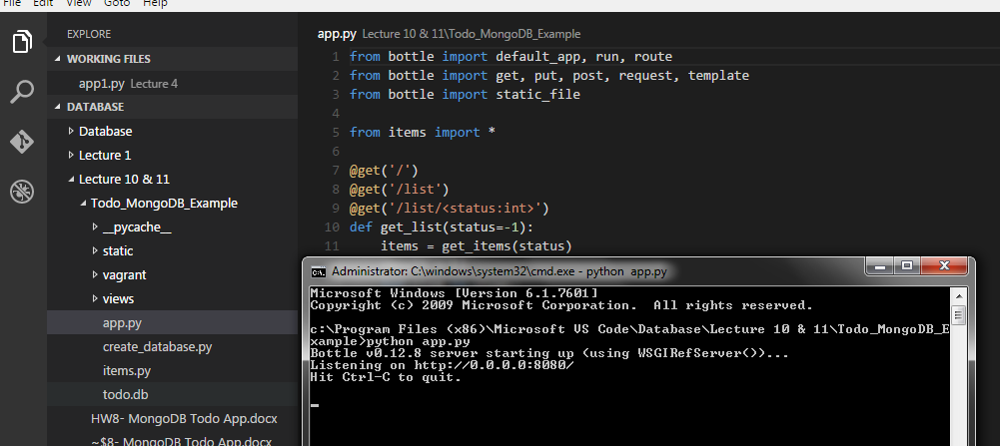 File Edit View Goto Help
EXPLORE
WORKING FILES
app1.py Lecture 4
DATABASE
Database
Lecture 1
Lecture 10 & 11
Todo_MongoDB_Example
__pycache__
static
vagrant
views
app.py
create_database.py
items.py
todo.db
HW8- MongoDB Todo App.docx
~$8- MongoDB Todo App.docx
app.py Lecture 10 & 11\Todo_MongoDB_Example
1 from bottle import default_app, run, route
2 from bottle import get, put, post, request, template
3 from bottle import static_file
4
5 from items import *
6
7 @get('/')
8 @get('/list')
9 @get('/list/<status:int>')
10 def get_list(status=-1):
11 items = get_items(status)
Administrator: C:\windows\system32\cmd.exe - python app.py
Microsoft Windows [Version 6.1.7601]
Copyright (c) 2009 Microsoft Corporation. All rights reserved.
c:\Program Files (x86)\Microsoft VS Code\Database\Lecture 10 & 11\Todo_MongoDB_E
xample>python app.py
Bottle v0.12.8 server starting up (using WSGIRefServer())...
Listening on http://0.0.0.0:8080/
Hit Ctrl-C to quit.